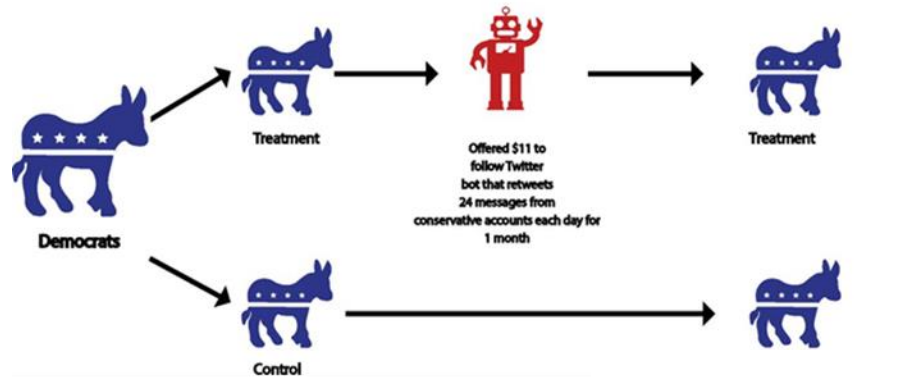 Treatment
Treatment
Offered $11 to
follow Twitter
bot that retweets
24 messages from
conservative accounts each day for
1 month
Democrats
Control